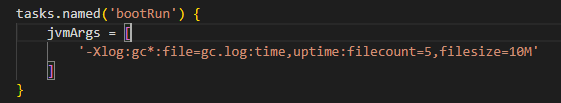 tasks.named('bootRun') {
    jvmArgs = [
        '-Xlog:gc*:file=gc.log:time,uptime:filecount=5,filesize=10M'
    ]
}